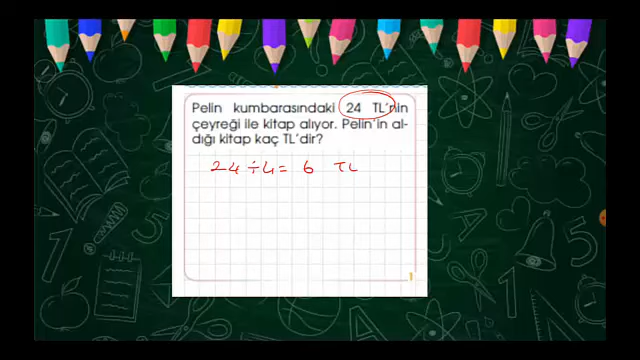 Pelin kumbarasındaki 24 TL'nin
çeyreği ile kitap alıyor. Pelin'in al-
dığı kitap kaç TL'dir?
24 ÷ 4 = 6 TL
1